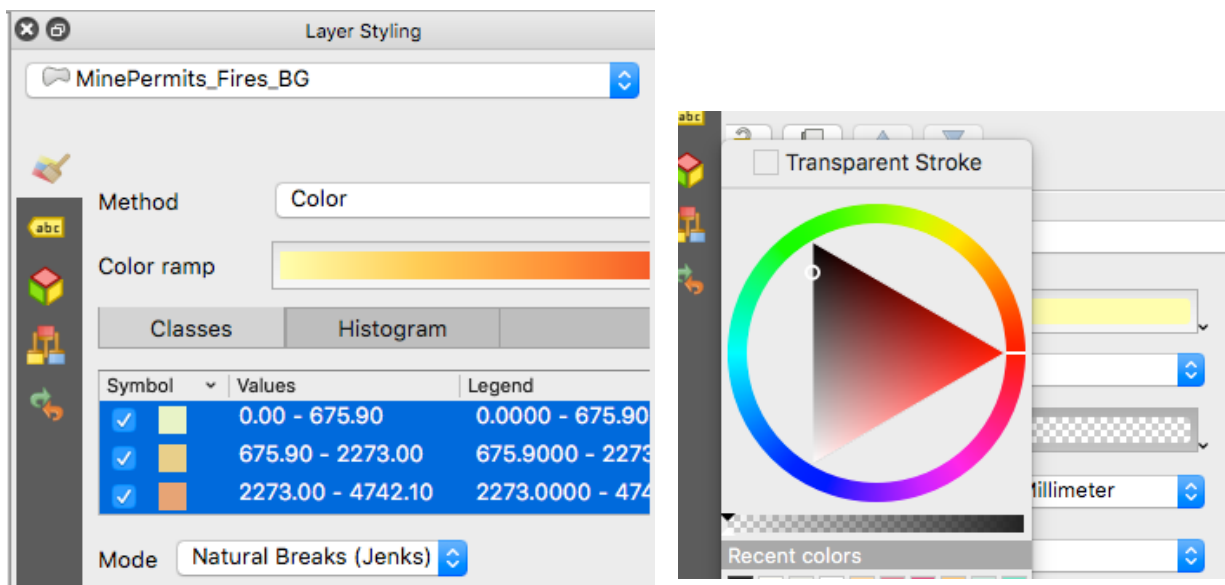 Layer Styling
MinePermits_Fires_BG
Method Color
Color ramp
abc
Classes Histogram
Symbol Values Legend
0.00 - 675.90 0.0000 - 675.90
675.90 - 2273.00 675.9000 - 2273
2273.00 - 4742.10 2273.0000 - 474
Mode Natural Breaks (Jenks)
abc
Transparent Stroke
Millimeter
Recent colors